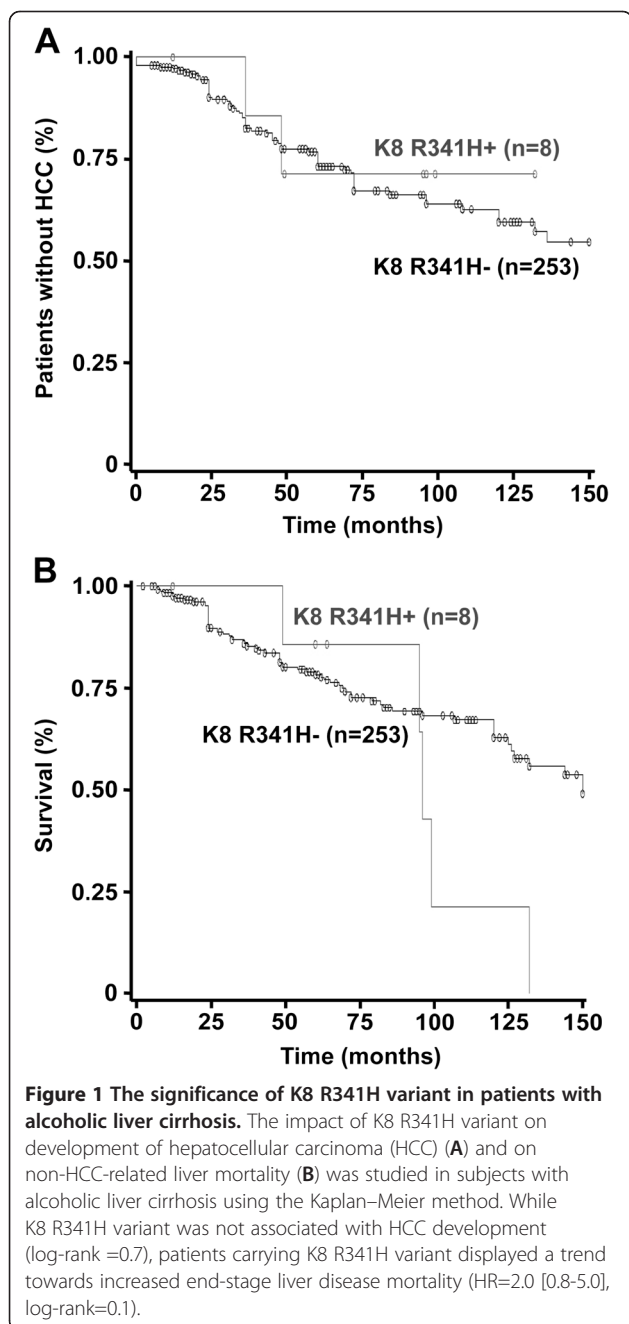 A
1.00
0.75
0.50
0.25
0
Patients without HCC (%)
K8 R341H+ (n=8)
K8 R341H- (n=253)
0 25 50 75 100 125 150
Time (months)
B
1.00
0.75
0.50
0.25
0
Survival (%)
K8 R341H+ (n=8)
K8 R341H- (n=253)
0 25 50 75 100 125 150
Time (months)
Figure 1 The significance of K8 R341H variant in patients with
alcoholic liver cirrhosis. The impact of K8 R341H variant on
development of hepatocellular carcinoma (HCC) (A) and on
non-HCC-related liver mortality (B) was studied in subjects with
alcoholic liver cirrhosis using the Kaplan–Meier method. While
K8 R341H variant was not associated with HCC development
(log-rank =0.7), patients carrying K8 R341H variant displayed a trend
towards increased end-stage liver disease mortality (HR=2.0 [0.8-5.0],
log-rank=0.1).